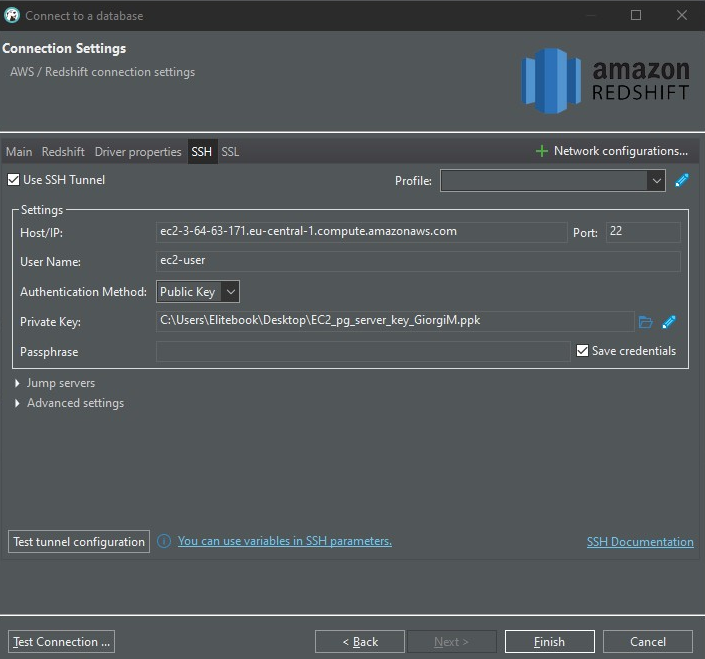 Connect to a database
Connection Settings
AWS / Redshift connection settings
amazon
REDSHIFT
Main Redshift Driver properties SSH SSL Network configurations...
Use SSH Tunnel Profile:
Settings
Host/IP: ec2-3-64-63-171.eu-central-1.compute.amazonaws.com Port: 22
User Name: ec2-user
Authentication Method: Public Key
Private Key: C:\Users\Elitebook\Desktop\EC2_pg_server_key_GiorgiM.ppk
Passphrase Save credentials
Jump servers
Advanced settings
Test tunnel configuration You can use variables in SSH parameters. SSH Documentation
Test Connection ... < Back Next > Finish Cancel